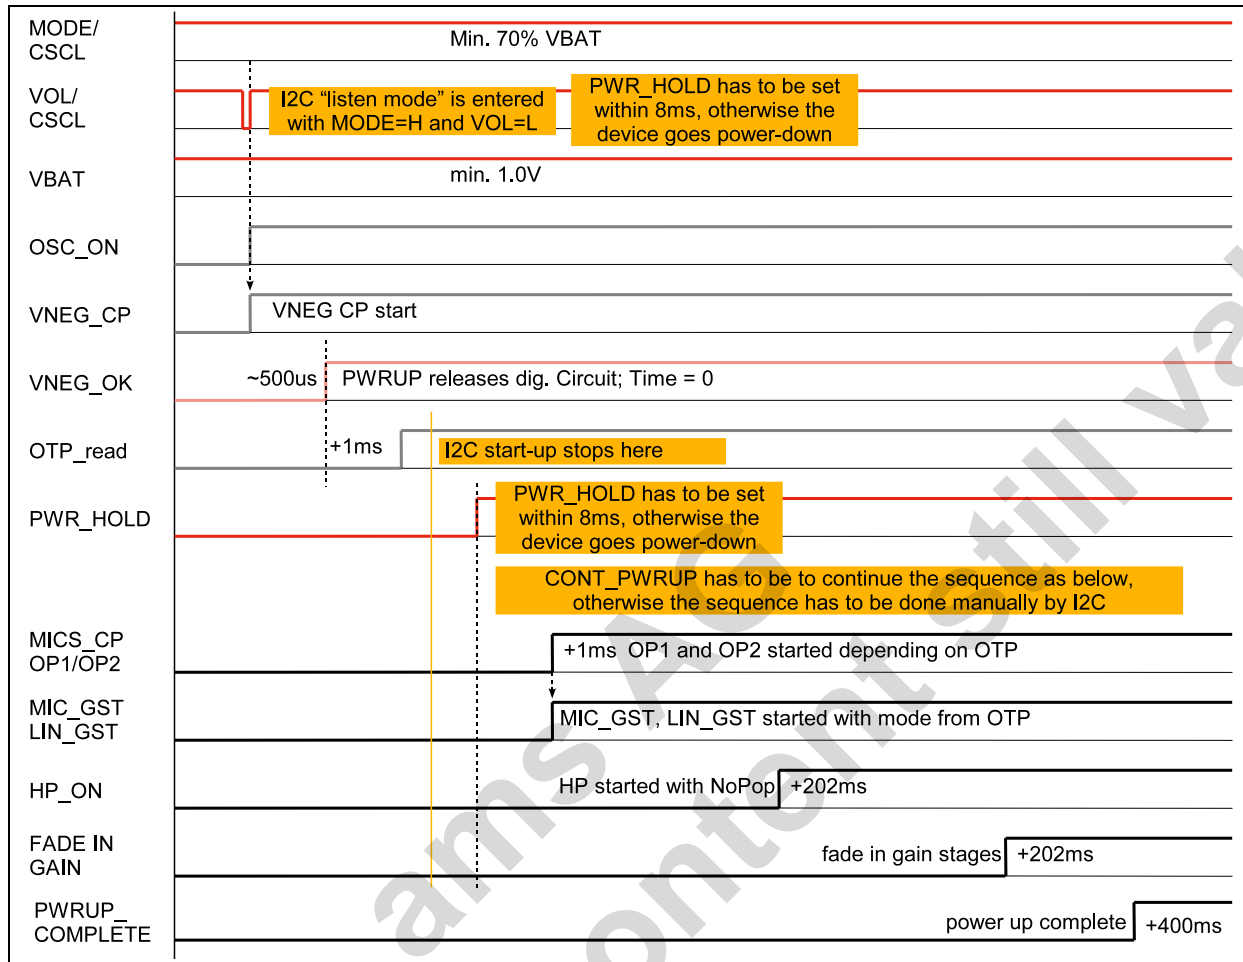 MODE/
CSCL
Min. 70% VBAT
VOL/
CSCL
I2C “listen mode” is entered
with MODE=H and VOL=L
PWR_HOLD has to be set
within 8ms, otherwise the
device goes power-down
VBAT
min. 1.0V
OSC_ON
VNEG_CP
VNEG CP start
VNEG_OK
~500us
PWRUP releases dig. Circuit; Time = 0
OTP_read
+1ms
I2C start-up stops here
PWR_HOLD
PWR_HOLD has to be set
within 8ms, otherwise the
device goes power-down
CONT_PWRUP has to be to continue the sequence as below,
otherwise the sequence has to be done manually by I2C
MICS_CP
OP1/OP2
+1ms OP1 and OP2 started depending on OTP
MIC_GST
LIN_GST
MIC_GST, LIN_GST started with mode from OTP
HP_ON
HP started with NoPop
+202ms
FADE IN
GAIN
fade in gain stages
+202ms
PWRUP_
COMPLETE
power up complete
+400ms
ams AG
ontent still va